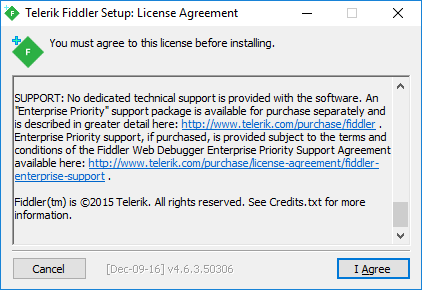 Telerik Fiddler Setup: License Agreement
F
You must agree to this license before installing.
SUPPORT: No dedicated technical support is provided with the software. An
"Enterprise Priority" support package is available for purchase separately and
is described in greater detail here: http://www.telerik.com/purchase/fiddler .
Enterprise Priority support, if purchased, is provided subject to the terms and
conditions of the Fiddler Web Debugger Enterprise Priority Support Agreement
available here: http://www.telerik.com/purchase/license-agreement/fiddler-
enterprise-support .
Fiddler(tm) is ©2015 Telerik. All rights reserved. See Credits.txt for more
information.
Cancel [Dec-09-16] v4.6.3.50306 I Agree